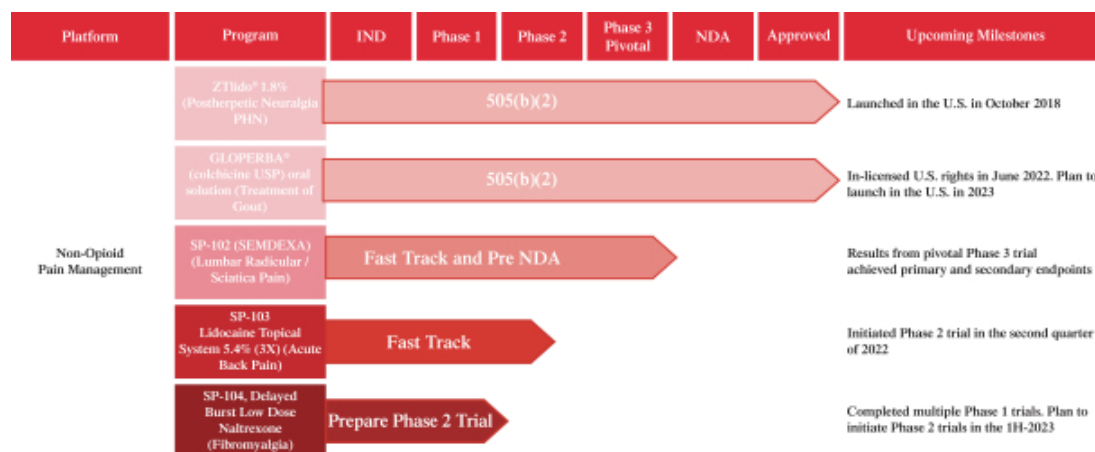 Platform
Program
IND
Phase 1
Phase 2
Phase 3
Pivotal
NDA
Approved
Upcoming Milestones
Non-Opioid
Pain Management
ZTlido® 1.8%
(Postherpetic Neuralgia
PHN)
505(b)(2)
Launched in the U.S. in October 2018
GLOPERBA®
(colchicine USP) oral
solution (Treatment of
Gout)
505(b)(2)
In-licensed U.S. rights in June 2022. Plan to
launch in the U.S. in 2023
SP-102 (SEMDEXA)
(Lumbar Radicular /
Sciatica Pain)
Fast Track and Pre NDA
Results from pivotal Phase 3 trial
achieved primary and secondary endpoints
SP-103
Lidocaine Topical
System 5.4% (3X) (Acute
Back Pain)
Fast Track
Initiated Phase 2 trial in the second quarter
of 2022
SP-104, Delayed
Burst Low Dose
Naltrexone
(Fibromyalgia)
Prepare Phase 2 Trial
Completed multiple Phase 1 trials. Plan to
initiate Phase 2 trials in the 1H-2023